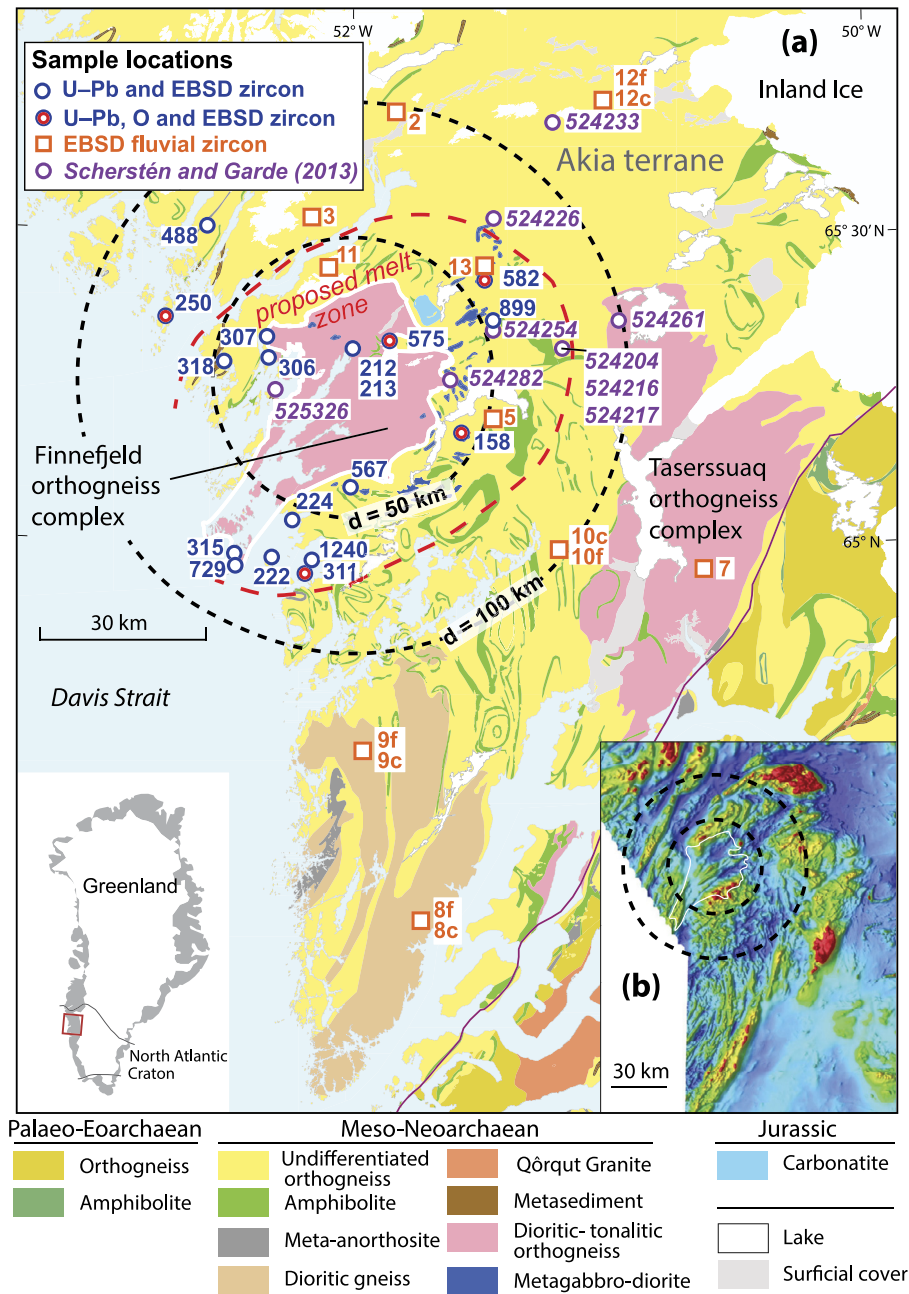 52° W
50° W
(a)
Sample locations
U–Pb and EBSD zircon
U–Pb, O and EBSD zircon
EBSD fluvial zircon
Scherstén and Garde (2013)
Inland Ice
12f
12c
524233
2
Akia terrane
3
488
524226
65° 30′ N
11
13
582
proposed melt
zone
250
899
524254
524261
307
575
318
306
212
213
524204
524216
524217
524282
525326
5
158
Finnefjeld
orthogneiss
complex
Taserssuaq
orthogneiss
complex
567
224
d = 50 km
65° N
315
729
222
1240
311
10c
10f
7
30 km
d = 100 km
Davis Strait
9f
9c
Greenland
8f
8c
North Atlantic
Craton
(b)
30 km
Palaeo-Eoarchaean
Orthogneiss
Amphibolite
Meso-Neoarchaean
Undifferentiated
orthogneiss
Amphibolite
Meta-anorthosite
Dioritic gneiss
Qôrqut Granite
Metasediment
Dioritic- tonalitic
orthogneiss
Metagabbro-diorite
Jurassic
Carbonatite
Lake
Surficial cover